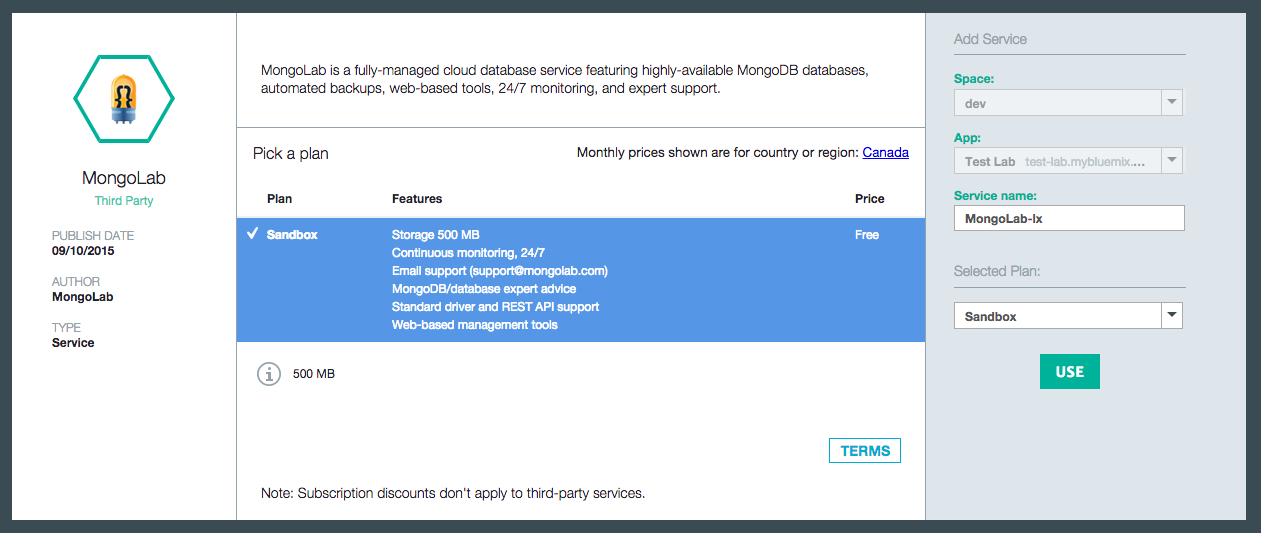 MongoLab
Third Party
PUBLISH DATE
09/10/2015
AUTHOR
MongoLab
TYPE
Service
MongoLab is a fully-managed cloud database service featuring highly-available MongoDB databases,
automated backups, web-based tools, 24/7 monitoring, and expert support.
Pick a plan
Monthly prices shown are for country or region: Canada
Plan Features Price
Sandbox Storage 500 MB Free
Continuous monitoring, 24/7
Email support (support@mongolab.com)
MongoDB/database expert advice
Standard driver and REST API support
Web-based management tools
500 MB
TERMS
Note: Subscription discounts don't apply to third-party services.
Add Service
Space:
dev
App:
Test Lab test-lab.mybluemix....
Service name:
MongoLab-lx
Selected Plan:
Sandbox
USE